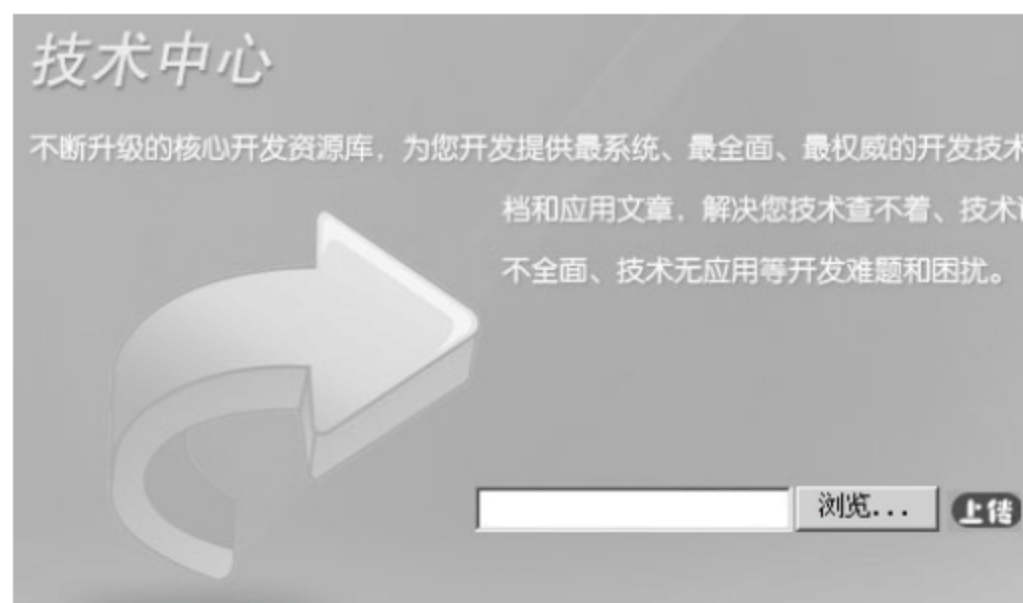 技术中心
不断升级的核心开发资源库，为您开发提供最系统、最全面、最权威的开发技术
档和应用文章，解决您技术查不着、技术
不全面、技术无应用等开发难题和困扰。
浏览... 上传